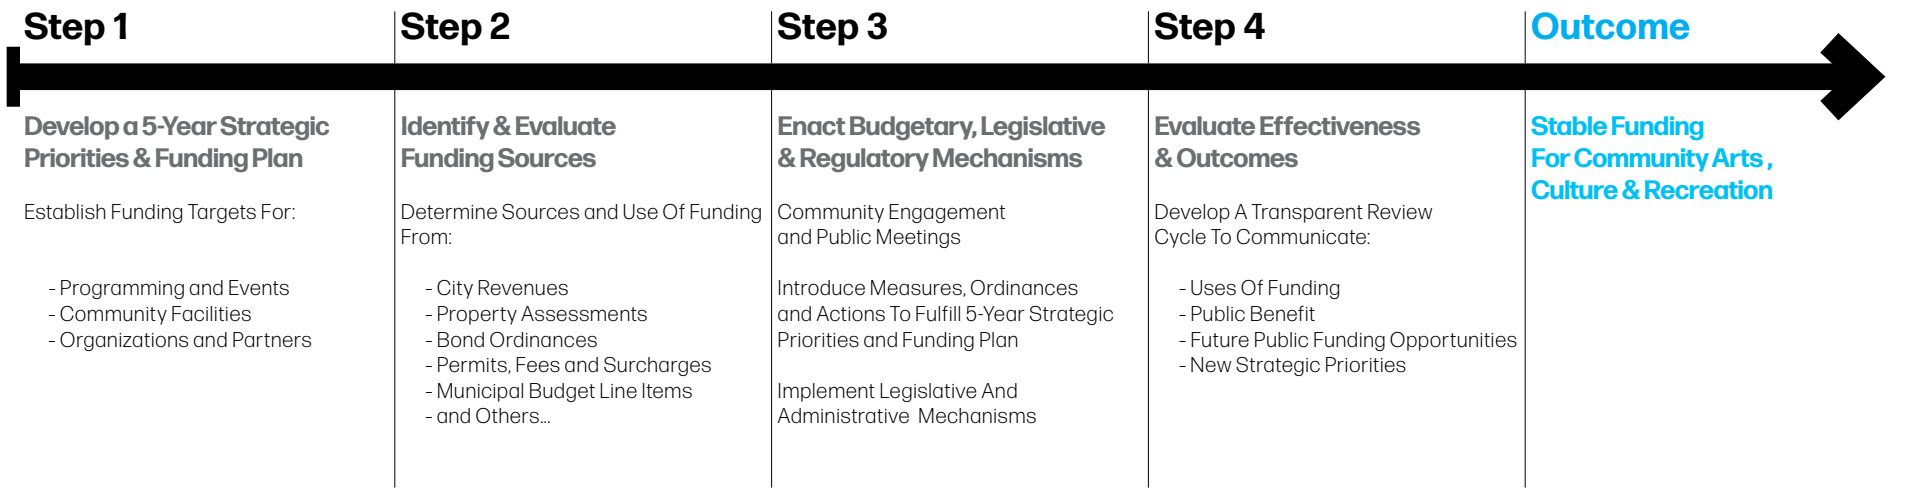 Step 1
Develop a 5-Year Strategic
Priorities & Funding Plan
Establish Funding Targets For:
- Programming and Events
- Community Facilities
- Organizations and Partners
Step 2
Identify & Evaluate
Funding Sources
Determine Sources and Use Of Funding
From:
- City Revenues
- Property Assessments
- Bond Ordinances
- Permits, Fees and Surcharges
- Municipal Budget Line Items
- and Others...
Step 3
Enact Budgetary, Legislative
& Regulatory Mechanisms
Community Engagement
and Public Meetings
Introduce Measures, Ordinances
and Actions To Fulfill 5-Year Strategic
Priorities and Funding Plan
Implement Legislative And
Administrative Mechanisms
Step 4
Evaluate Effectiveness
& Outcomes
Develop A Transparent Review
Cycle To Communicate:
- Uses Of Funding
- Public Benefit
- Future Public Funding Opportunities
- New Strategic Priorities
Outcome
Stable Funding
For Community Arts ,
Culture & Recreation